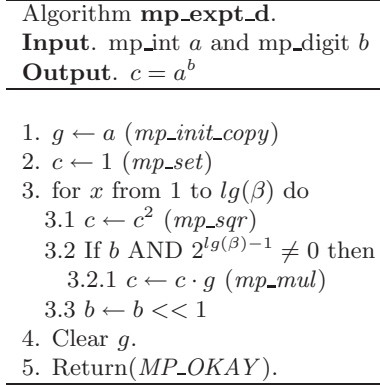 Algorithm mp_expt_d.
Input. mp_int a and mp_digit b
Output. c = a^b
1. g ← a (mp_init_copy)
2. c ← 1 (mp_set)
3. for x from 1 to lg(β) do
3.1 c ← c^2 (mp_sqr)
3.2 If b AND 2^{lg(β)−1} ≠ 0 then
3.2.1 c ← c · g (mp_mul)
3.3 b ← b << 1
4. Clear g.
5. Return(MP_OKAY).